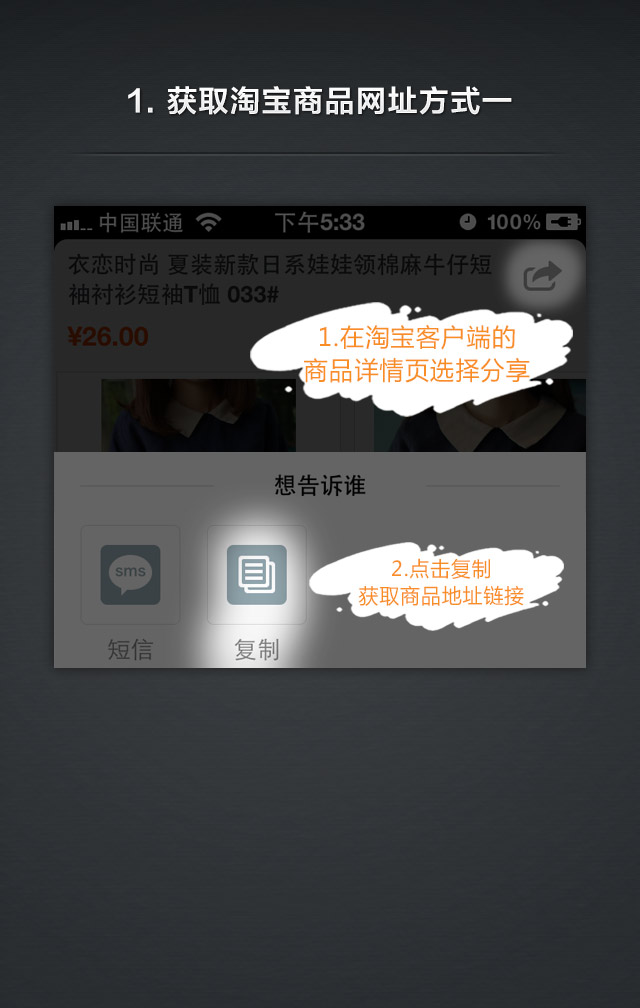 1. 获取淘宝商品网址方式一
中国联通 下午5:33 100%
衣恋时尚 夏装新款日系娃娃领棉麻牛仔短
袖衬衫短袖T恤 033#
¥26.00
1.在淘宝客户端的
商品详情页选择分享
想告诉谁
sms
2.点击复制
获取商品地址链接
短信 复制